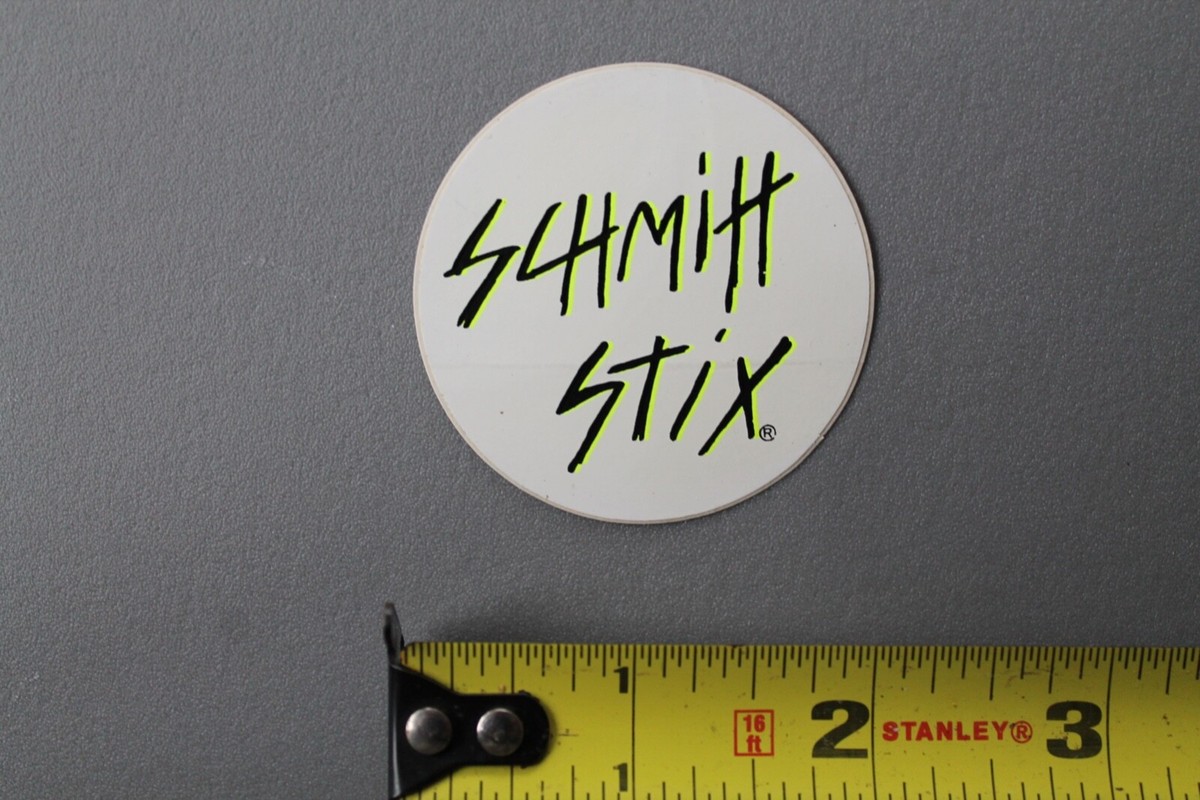 SCHMITT
STIX®
1 16 ft 2 STANLEY® 3
1